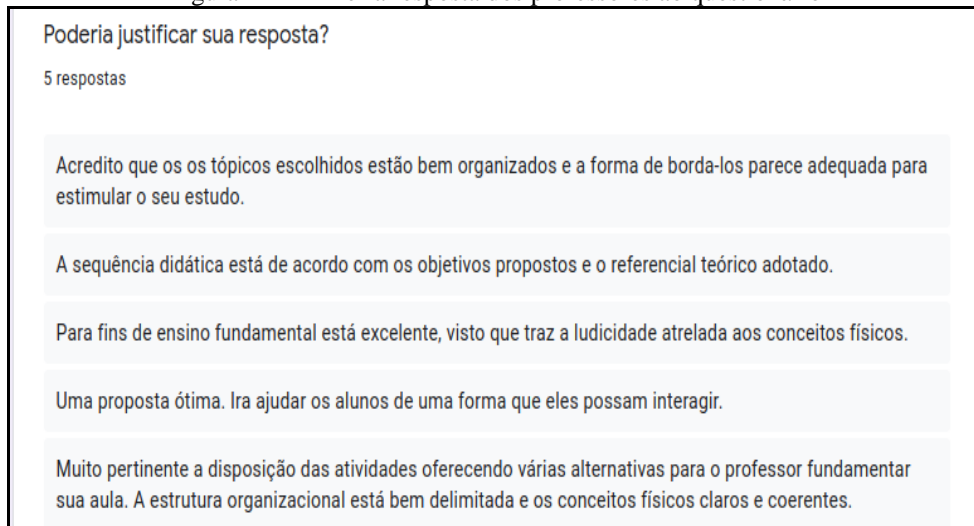 Poderia justificar sua resposta?
5 respostas
Acredito que os os tópicos escolhidos estão bem organizados e a forma de borda-los parece adequada para
estimular o seu estudo.
A sequência didática está de acordo com os objetivos propostos e o referencial teórico adotado.
Para fins de ensino fundamental está excelente, visto que traz a ludicidade atrelada aos conceitos físicos.
Uma proposta ótima. Ira ajudar os alunos de uma forma que eles possam interagir.
Muito pertinente a disposição das atividades oferecendo várias alternativas para o professor fundamentar
sua aula. A estrutura organizacional está bem delimitada e os conceitos físicos claros e coerentes.